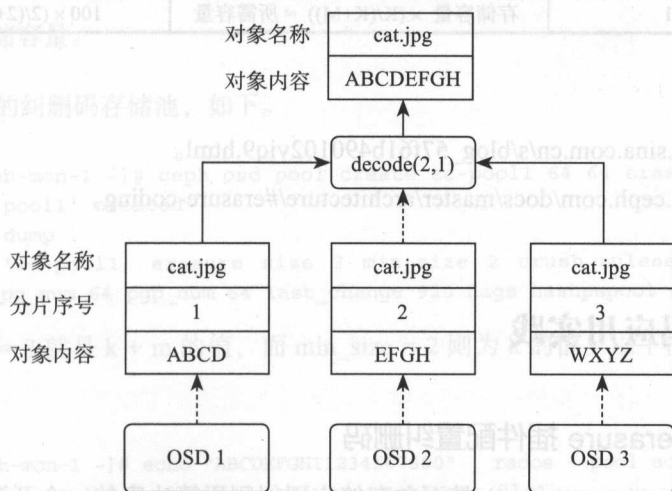 对象名称 cat.jpg
对象内容 ABCDEFGH
decode(2,1)
对象名称 cat.jpg cat.jpg cat.jpg
分片序号 1 2 3
对象内容 ABCD EFGH WXYZ
OSD 1 OSD 2 OSD 3